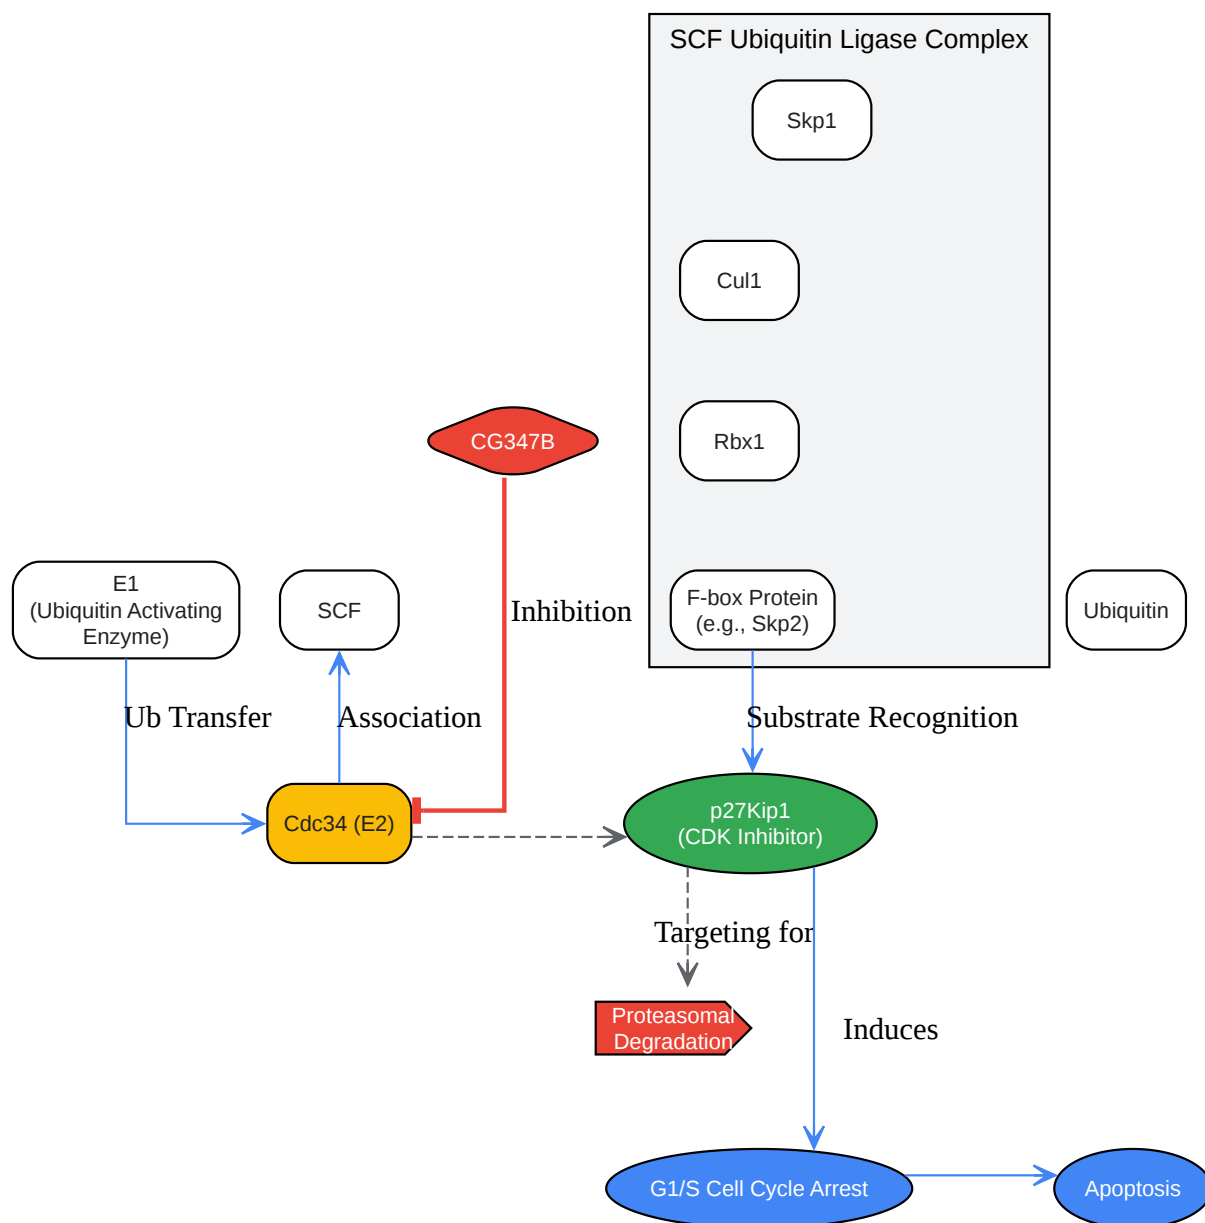 SCF Ubiquitin Ligase Complex
Skp1
Cul1
CG347B
Rbx1
E1
(Ubiquitin Activating
Enzyme)
SCF
Inhibition
F-box Protein
(e.g., Skp2)
Ubiquitin
Ub Transfer
Association
Substrate Recognition
Cdc34 (E2)
p27Kip1
(CDK Inhibitor)
Targeting for
Proteasomal
Degradation
Induces
G1/S Cell Cycle Arrest
Apoptosis